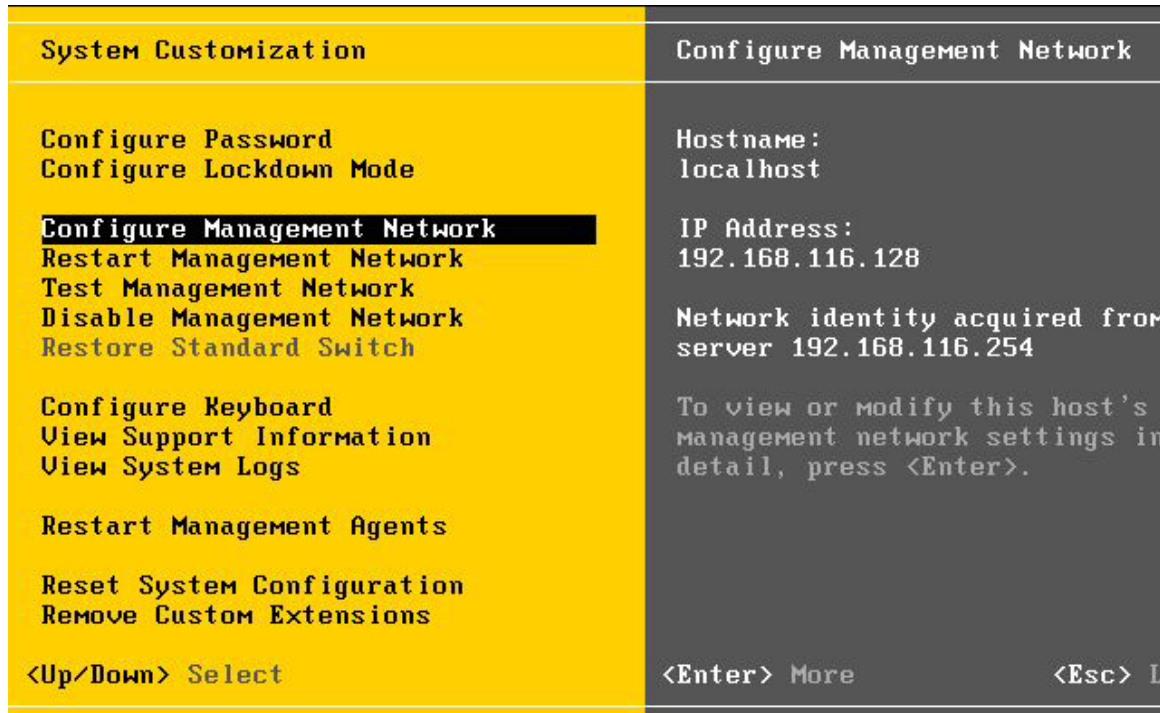 System Customization
Configure Password
Configure Lockdown Mode
Configure Management Network
Restart Management Network
Test Management Network
Disable Management Network
Restore Standard Switch
Configure Keyboard
View Support Information
View System Logs
Restart Management Agents
Reset System Configuration
Remove Custom Extensions
<Up/Down> Select
Configure Management Network
Hostname:
localhost
IP Address:
192.168.116.128
Network identity acquired from
server 192.168.116.254
To view or modify this host's
management network settings in
detail, press <Enter>.
<Enter> More
<Esc>